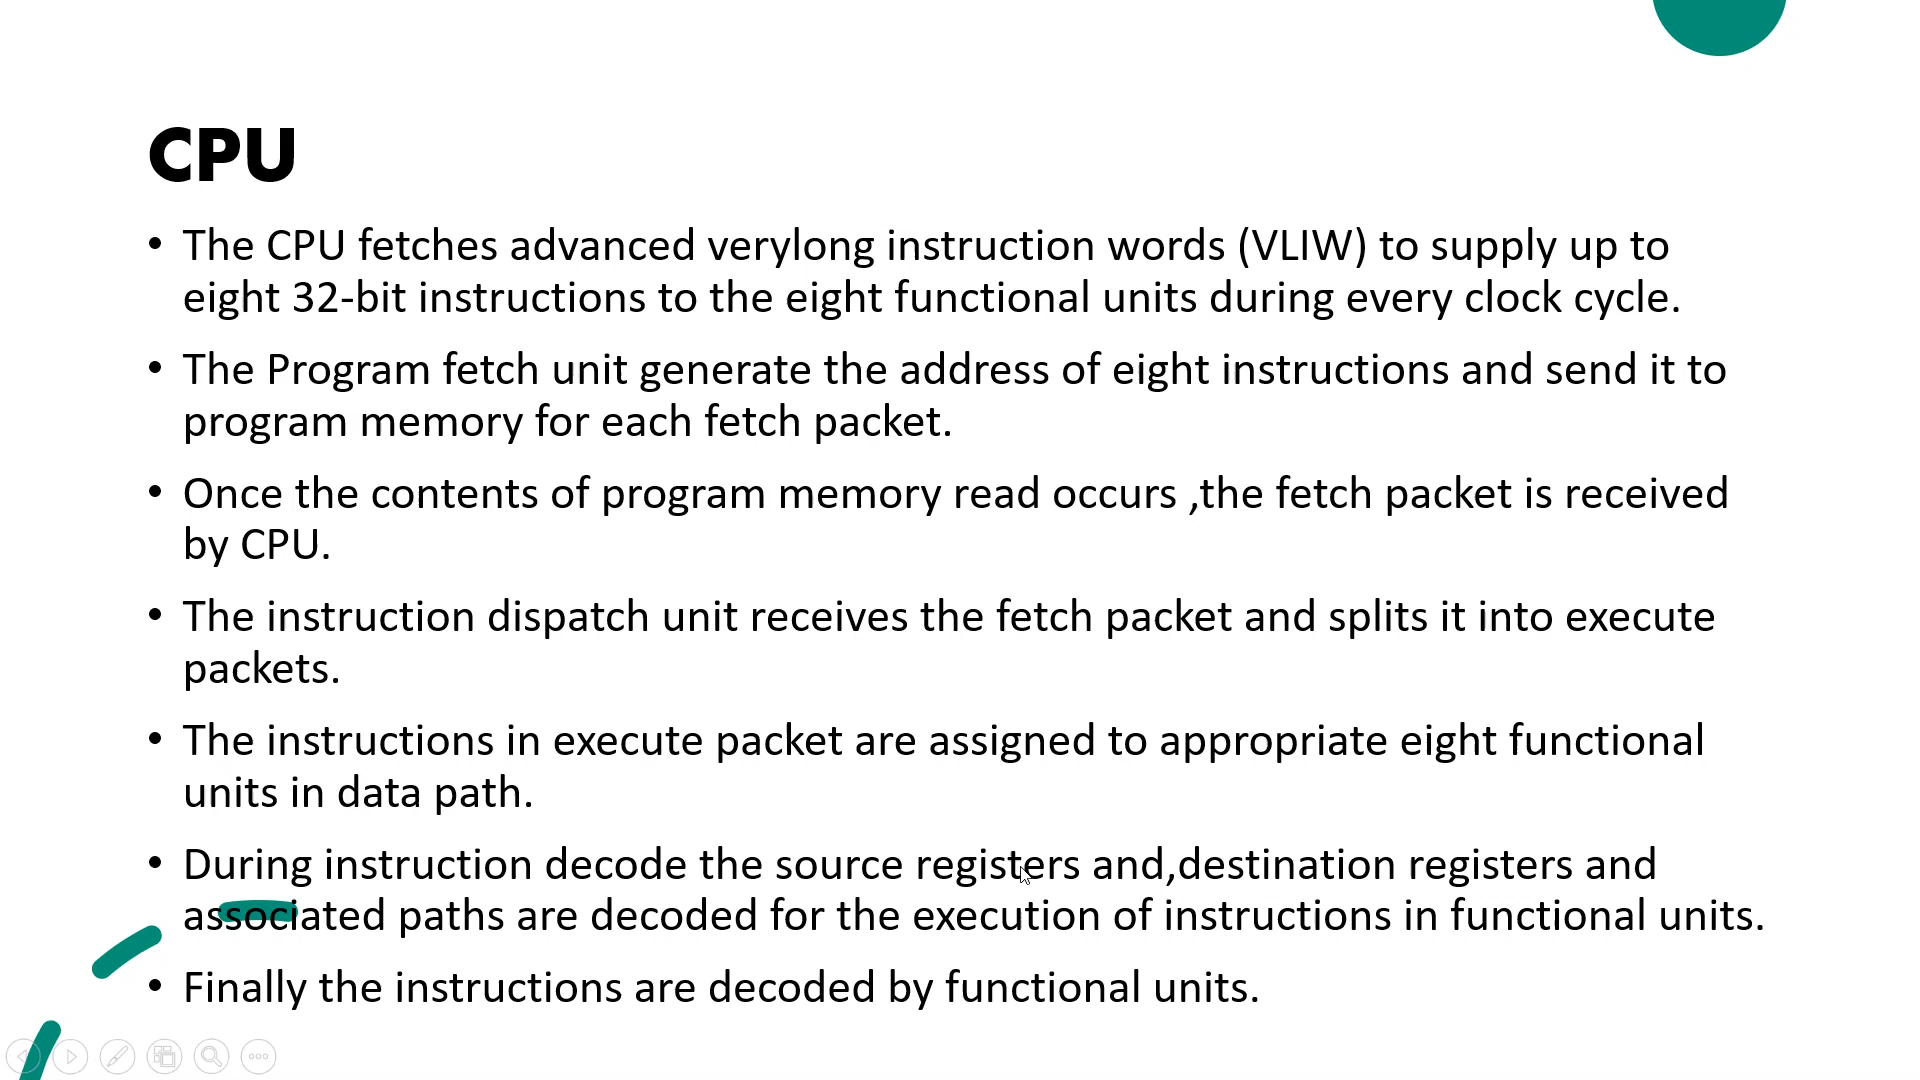 CPU
• The CPU fetches advanced verylong instruction words (VLIW) to supply up to
eight 32-bit instructions to the eight functional units during every clock cycle.
• The Program fetch unit generate the address of eight instructions and send it to
program memory for each fetch packet.
• Once the contents of program memory read occurs ,the fetch packet is received
by CPU.
• The instruction dispatch unit receives the fetch packet and splits it into execute
packets.
• The instructions in execute packet are assigned to appropriate eight functional
units in data path.
• During instruction decode the source registers and,destination registers and
associated paths are decoded for the execution of instructions in functional units.
• Finally the instructions are decoded by functional units.